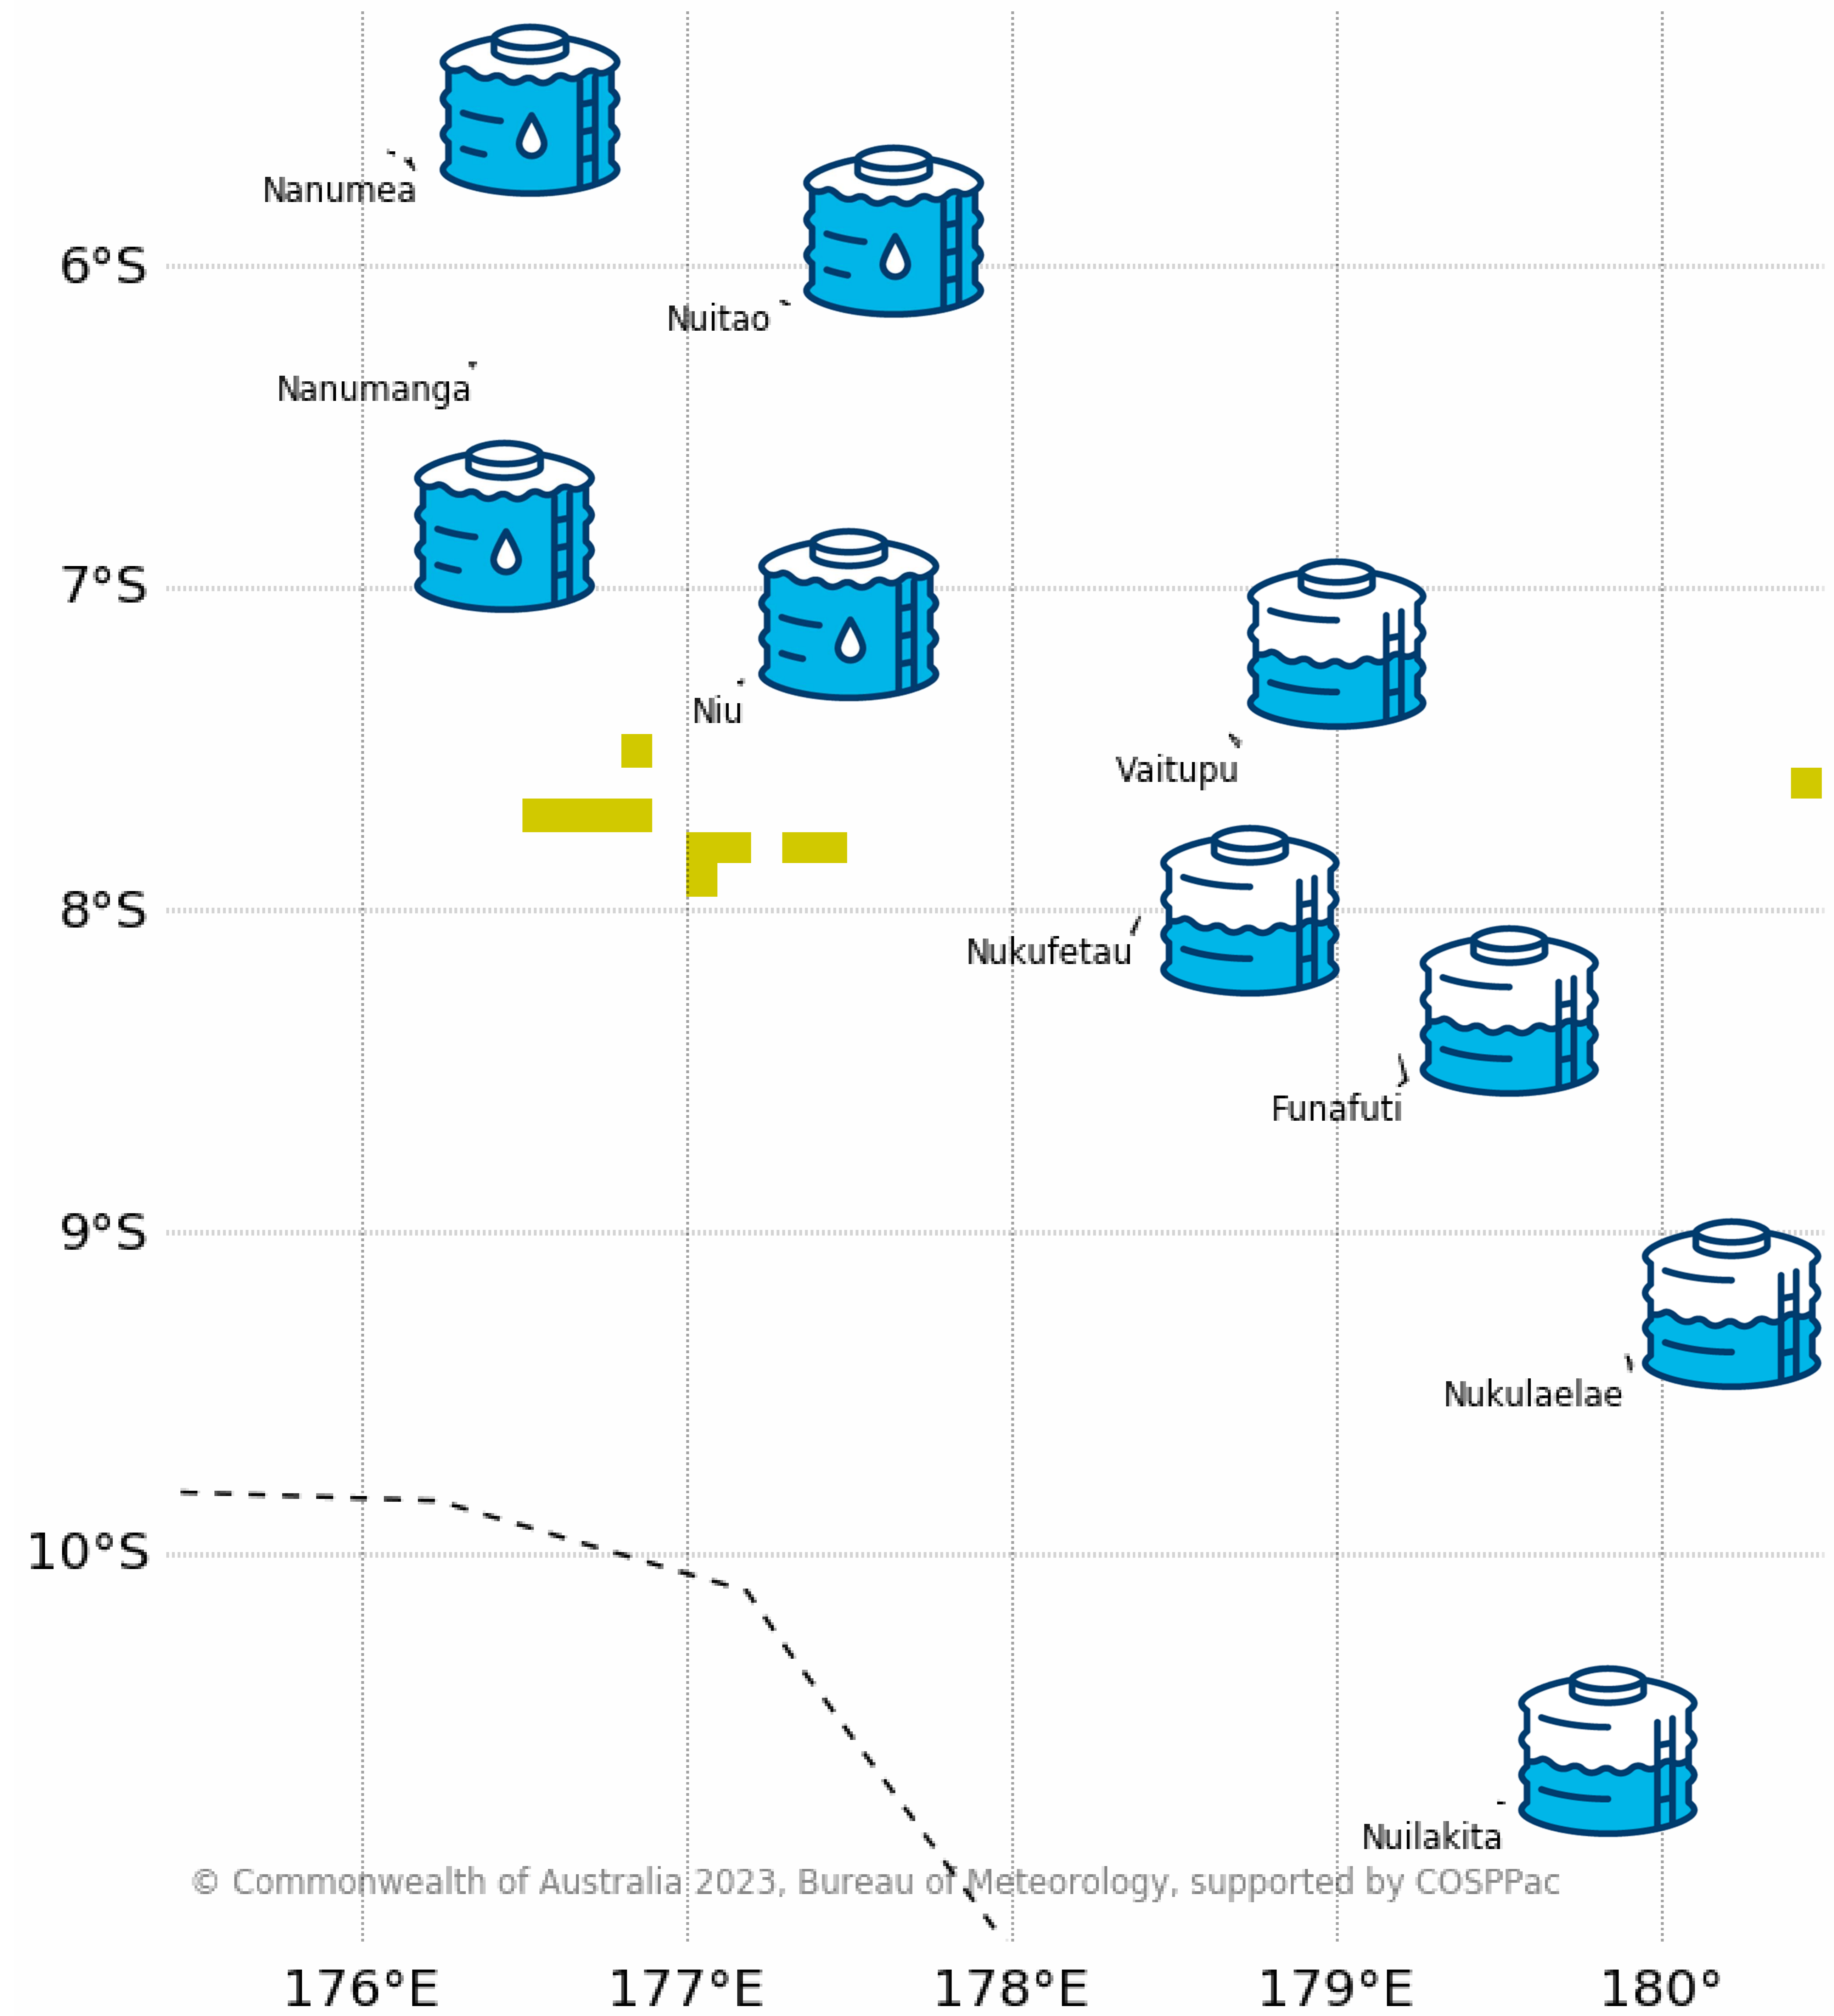 Nanumea
6°S
Nuitao
Nanumanga
7°S
Niu
Vaitupu
8°S
Nukufetau
Funafuti
9°S
Nukulaelae
10°S
Nuilakita
© Commonwealth of Australia 2023, Bureau of Meteorology, supported by COSPPac
176°E 177°E 178°E 179°E 180°